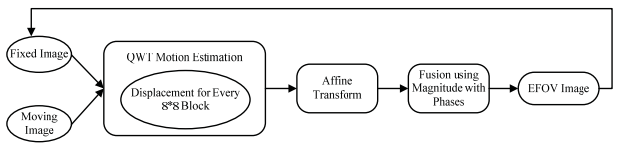 Fixed Image
Moving
Image
QWT Motion Estimation
Displacement for Every
8*8 Block
Affine
Transform
Fusion using
Magnitude with
Phases
EFOV Image